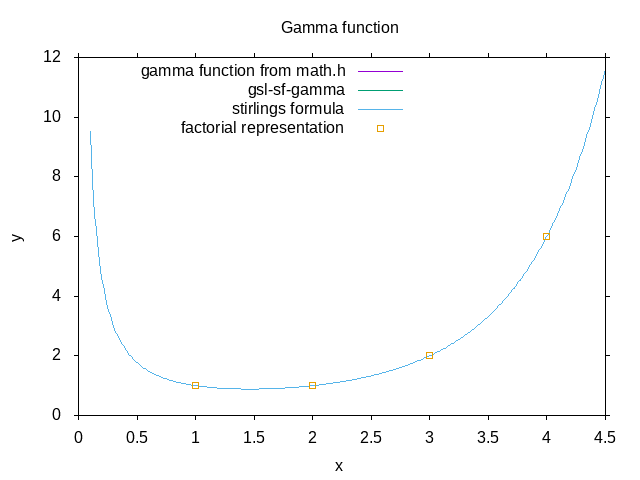 Gamma function
12
10
8
6
4
2
0
y
gamma function from math.h
gsl-sf-gamma
stirlings formula
factorial representation
0 0.5 1 1.5 2 2.5 3 3.5 4 4.5
x